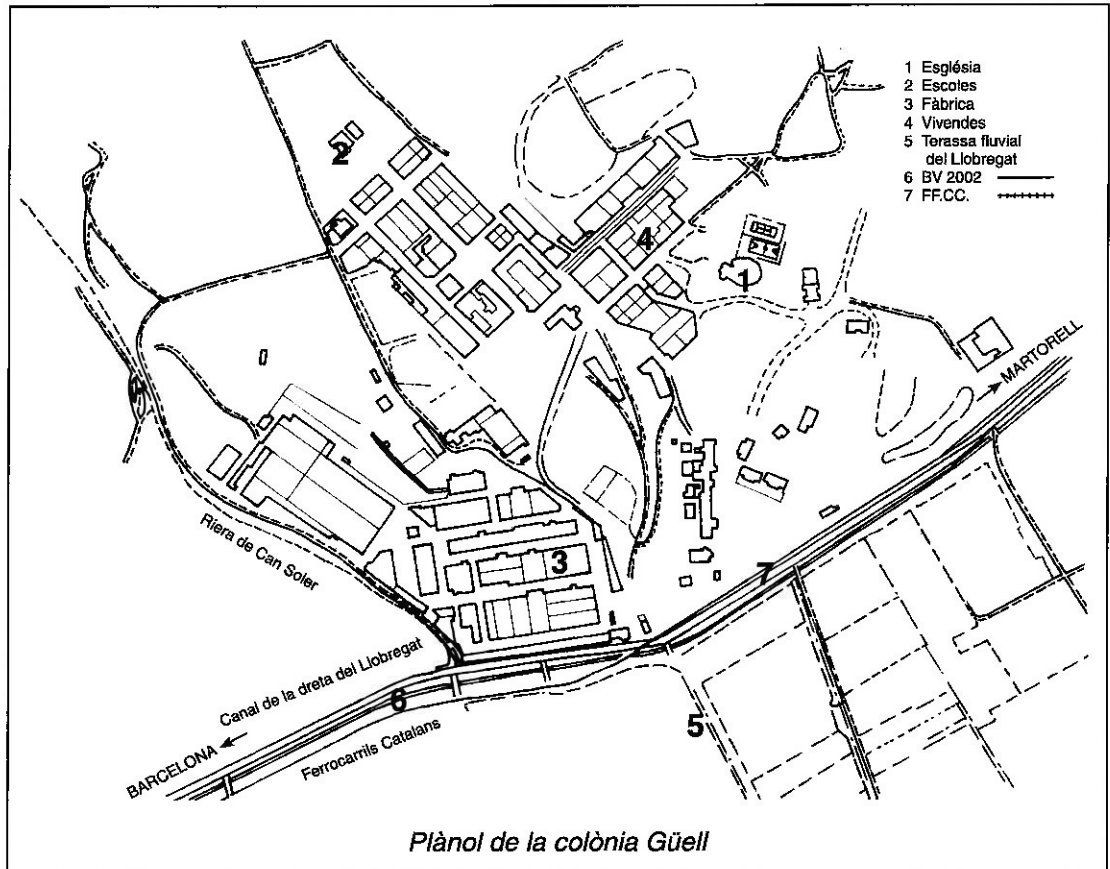 1 Església
2 Escoles
3 Fàbrica
4 Vivendes
5 Terassa fluvial
del Llobregat
6 BV 2002
7 FF.CC.
2
4
1
MARTORELL
Riera de Can Soler
3
7
Canal de la dreta del Llobregat
6
5
BARCELONA
Ferrocarrils Catalans
Plànol de la colònia Güell